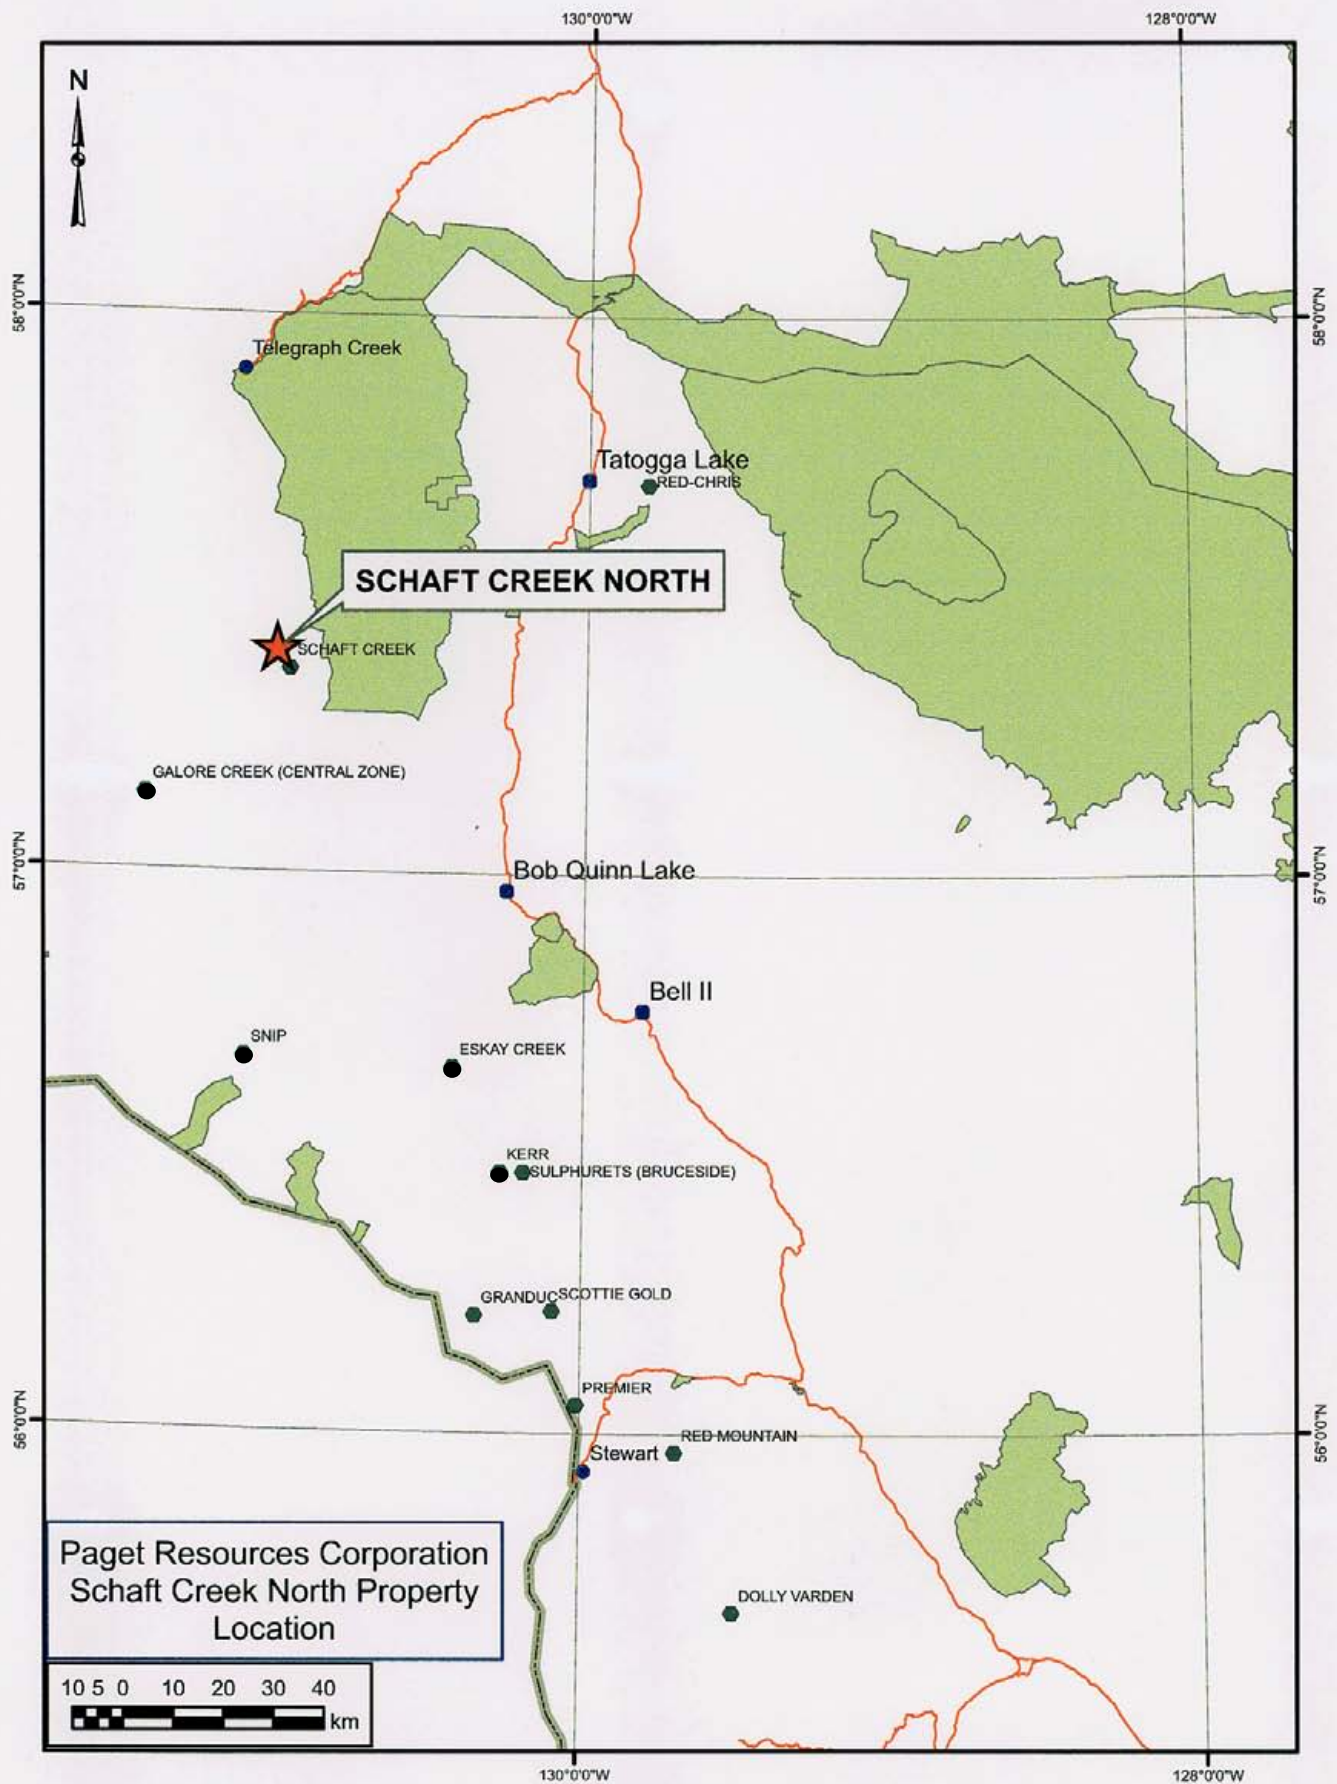 130°0'0"W
128°0'0"W
N
58°0'0"N
58°0'0"N
Telegraph Creek
Tatogga Lake
RED-CHRIS
SCHAFT CREEK NORTH
SCHAFT CREEK
GALORE CREEK (CENTRAL ZONE)
57°0'0"N
Bob Quinn Lake
57°0'0"N
Bell II
SNIP
ESKAY CREEK
KERR
SULPHURETS (BRUCESIDE)
GRANDUC
SCOTTIE GOLD
PREMIER
56°0'0"N
RED MOUNTAIN
56°0'0"N
Stewart
Paget Resources Corporation
Schaft Creek North Property
Location
DOLLY VARDEN
10 5 0 10 20 30 40
km
130°0'0"W
128°0'0"W